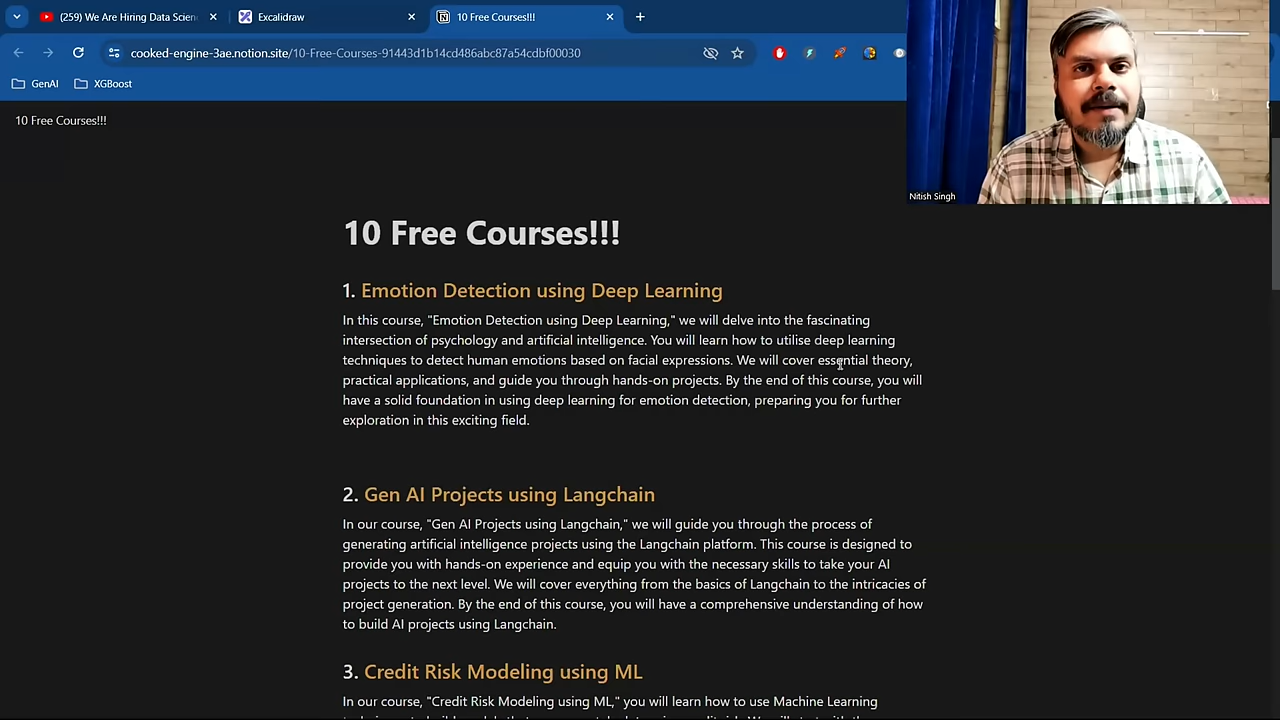 (259) We Are Hiring Data Scien
Excalidraw
10 Free Courses!!!
cooked-engine-3ae.notion.site/10-Free-Courses-91443d1b14cd486abc87a54cdbf00030
GenAI
XGBoost
10 Free Courses!!!
Nitish Singh
10 Free Courses!!!
1. Emotion Detection using Deep Learning
In this course, "Emotion Detection using Deep Learning," we will delve into the fascinating
intersection of psychology and artificial intelligence. You will learn how to utilise deep learning
techniques to detect human emotions based on facial expressions. We will cover essential theory,
practical applications, and guide you through hands-on projects. By the end of this course, you will
have a solid foundation in using deep learning for emotion detection, preparing you for further
exploration in this exciting field.
2. Gen AI Projects using Langchain
In our course, "Gen AI Projects using Langchain," we will guide you through the process of
generating artificial intelligence projects using the Langchain platform. This course is designed to
provide you with hands-on experience and equip you with the necessary skills to take your AI
projects to the next level. We will cover everything from the basics of Langchain to the intricacies of
project generation. By the end of this course, you will have a comprehensive understanding of how
to build AI projects using Langchain.
3. Credit Risk Modeling using ML
In our course, "Credit Risk Modeling using ML," you will learn how to use Machine Learning